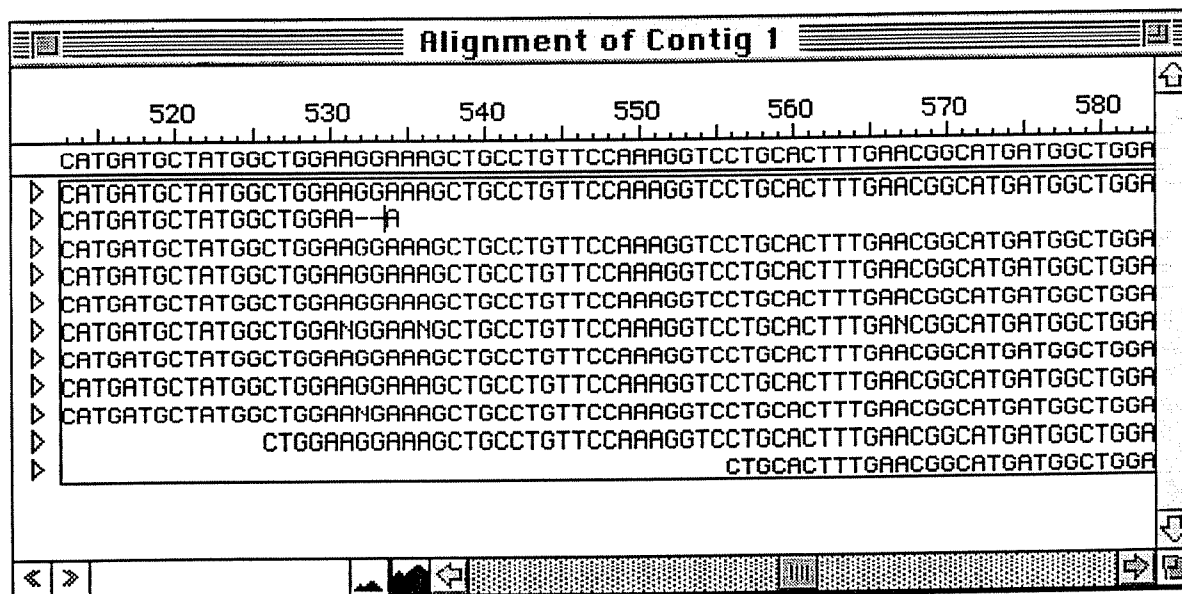 Alignment of Contig 1
520 530 540 550 560 570 580
CATGATGCTATGGCTGGAAGGAAAGCTGCCTGTTCCAAAGGTCCTGCACTTTGAACGGCATGATGGCTGGA
CATGATGCTATGGCTGGAAGGAAAGCTGCCTGTTCCAAAGGTCCTGCACTTTGAACGGCATGATGGCTGGA
CATGATGCTATGGCTGGAA--A
CATGATGCTATGGCTGGAAGGAAAGCTGCCTGTTCCAAAGGTCCTGCACTTTGAACGGCATGATGGCTGGA
CATGATGCTATGGCTGGAAGGAAAGCTGCCTGTTCCAAAGGTCCTGCACTTTGAACGGCATGATGGCTGGA
CATGATGCTATGGCTGGAAGGAAAGCTGCCTGTTCCAAAGGTCCTGCACTTTGAACGGCATGATGGCTGGA
CATGATGCTATGGCTGGANGGAANGCTGCCTGTTCCAAAGGTCCTGCACTTTGANCGGCATGATGGCTGGA
CATGATGCTATGGCTGGAAGGAAAGCTGCCTGTTCCAAAGGTCCTGCACTTTGAACGGCATGATGGCTGGA
CATGATGCTATGGCTGGAAGGAAAGCTGCCTGTTCCAAAGGTCCTGCACTTTGAACGGCATGATGGCTGGA
CATGATGCTATGGCTGGAANGAAAGCTGCCTGTTCCAAAGGTCCTGCACTTTGAACGGCATGATGGCTGGA
CTGGAAGGAAAGCTGCCTGTTCCAAAGGTCCTGCACTTTGAACGGCATGATGGCTGGA
CTGCACTTTGAACGGCATGATGGCTGGA